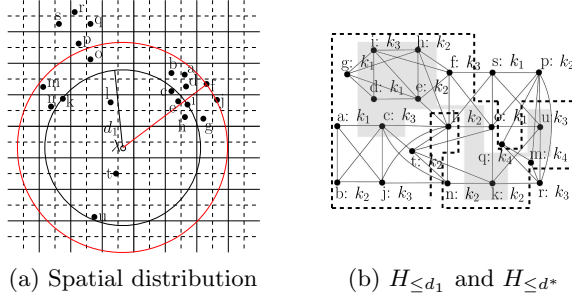 r
s
q
p
o
b
a
m
d
c
f
n
k
l
e
i
h
g
d1
λ
t
u
(a) Spatial distribution
i: k3
h: k2
g: k1
f: k3
s: k1
p: k2
d: k1
e: k2
a: k1
c: k3
h
k2
o: k1
u: k3
t: k2
q: k4
m: k4
b: k2
j: k3
n: k2
k: k2
r: k3
(b) H≤d1 and H≤d*